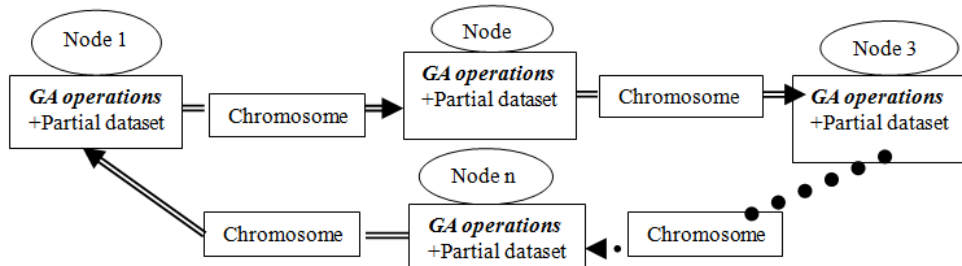 Node 1
Node
Node 3
GA operations
+Partial dataset
Chromosome
GA operations
+Partial dataset
Chromosome
GA operations
+Partial dataset
Node n
Chromosome
GA operations
+Partial dataset
Chromosome